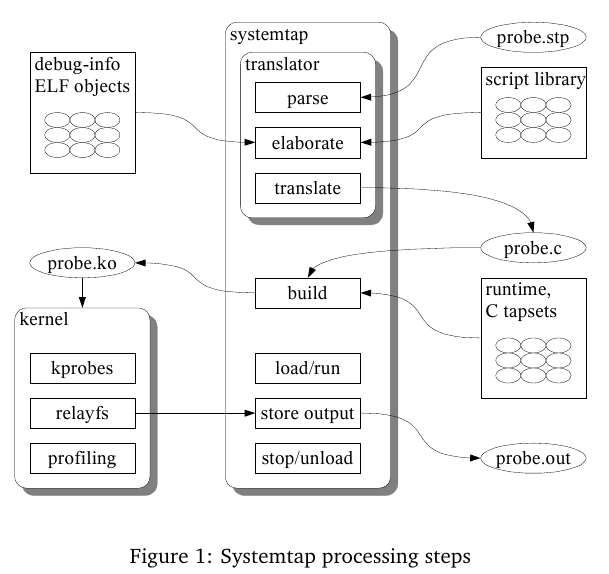 systemtap
probe.stp
debug-info
ELF objects
translator
script library
parse
elaborate
translate
probe.c
probe.ko
build
runtime,
C tapsets
kernel
kprobes
load/run
relayfs
store output
profiling
stop/unload
probe.out
Figure 1: Systemtap processing steps